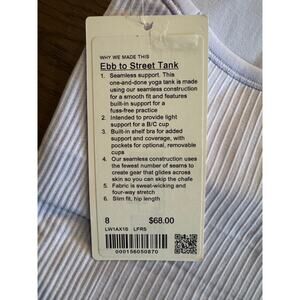 WHY WE MADE THIS
Ebb to Street Tank
1. Seamless support. This
one-and-done yoga tank is made
using our seamless construction
for a smooth fit and features
built-in support for a
fuss-free practice
2. Intended to provide light
support for a B/C cup
3. Built-in shelf bra for added
support and coverage, with
pockets for optional, removable
cups
4. Our seamless construction uses
the fewest number of seams to
create gear that glides across
skin so you can skip the chafe
5. Fabric is sweat-wicking and
four-way stretch
6. Slim fit, hip length
8 $68.00
LW1AX1S LFRS
000156050870